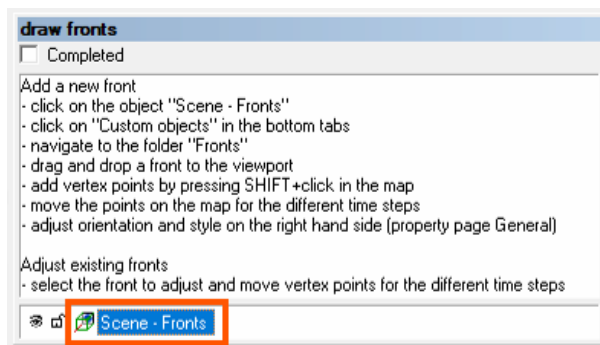 draw fronts
Completed
Add a new front
- click on the object "Scene - Fronts"
- click on "Custom objects" in the bottom tabs
- navigate to the folder "Fronts"
- drag and drop a front to the viewport
- add vertex points by pressing SHIFT+click in the map
- move the points on the map for the different time steps
- adjust orientation and style on the right hand side (property page General)
Adjust existing fronts
- select the front to adjust and move vertex points for the different time steps
Scene - Fronts